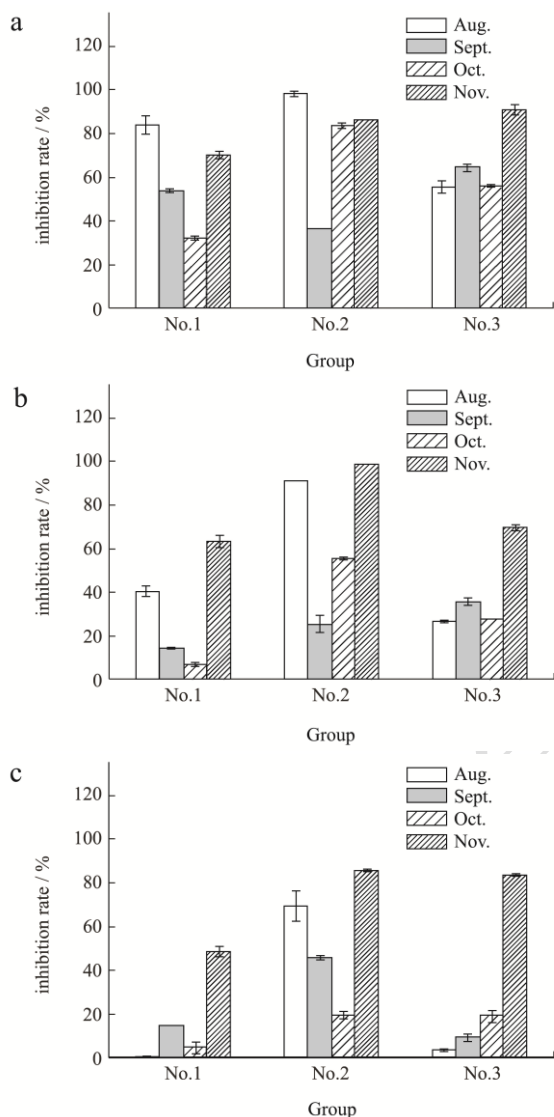 a
Aug.
Sept.
Oct.
Nov.
120
100
80
60
40
20
0
inhibition rate / %
No.1 No.2 No.3
Group
b
Aug.
Sept.
Oct.
Nov.
120
100
80
60
40
20
0
inhibition rate / %
No.1 No.2 No.3
Group
c
Aug.
Sept.
Oct.
Nov.
120
100
80
60
40
20
0
inhibition rate / %
No.1 No.2 No.3
Group